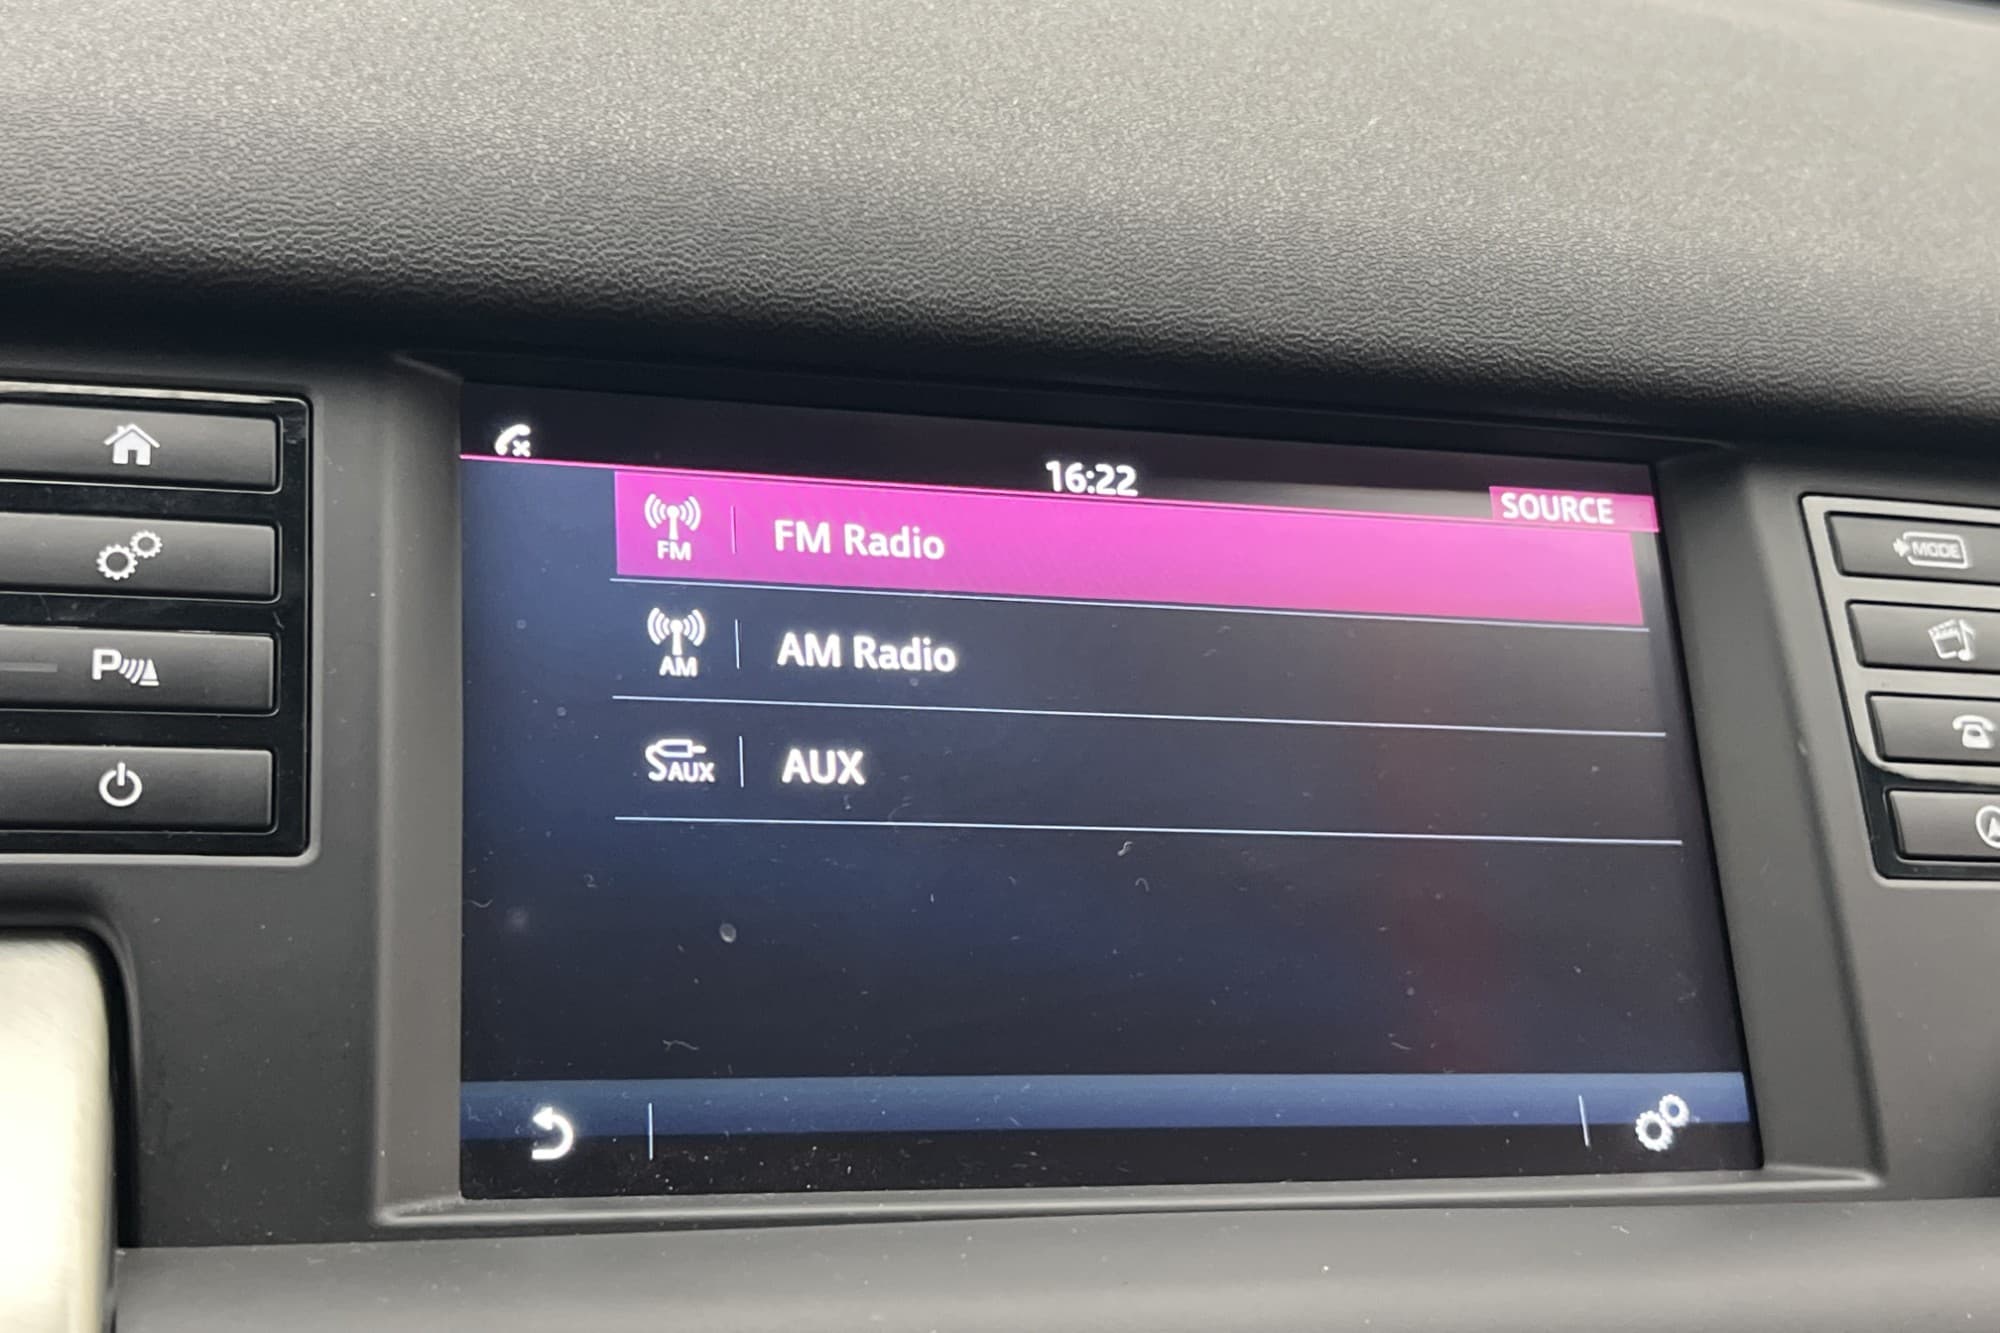 16:22
SOURCE
FM
FM Radio
AM
AM Radio
AUX
AUX
P
MODE